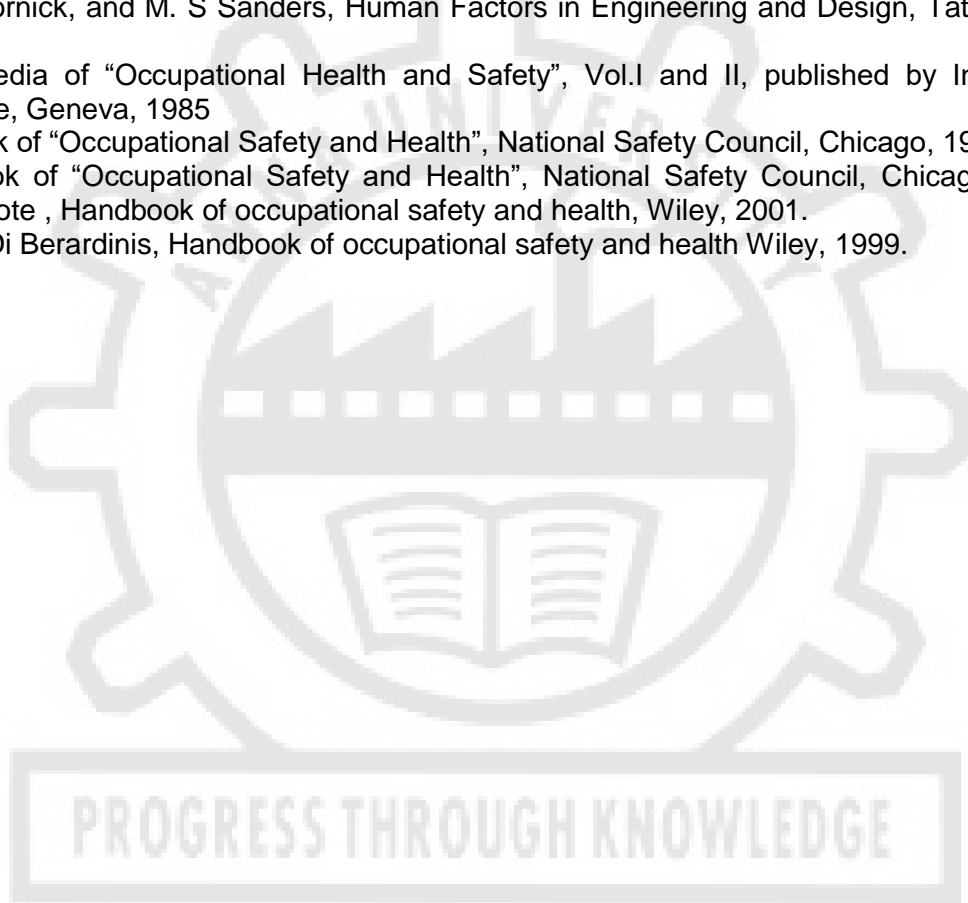 ornick, and M. S Sanders, Human Factors in Engineering and Design, Tat
edia of “Occupational Health and Safety”, Vol.I and II, published by In
e, Geneva, 1985
k of “Occupational Safety and Health”, National Safety Council, Chicago, 19
ok of “Occupational Safety and Health”, National Safety Council, Chicag
ote , Handbook of occupational safety and health, Wiley, 2001.
Di Berardinis, Handbook of occupational safety and health Wiley, 1999.
ANNA UNIVERSITY
PROGRESS THROUGH KNOWLEDGE